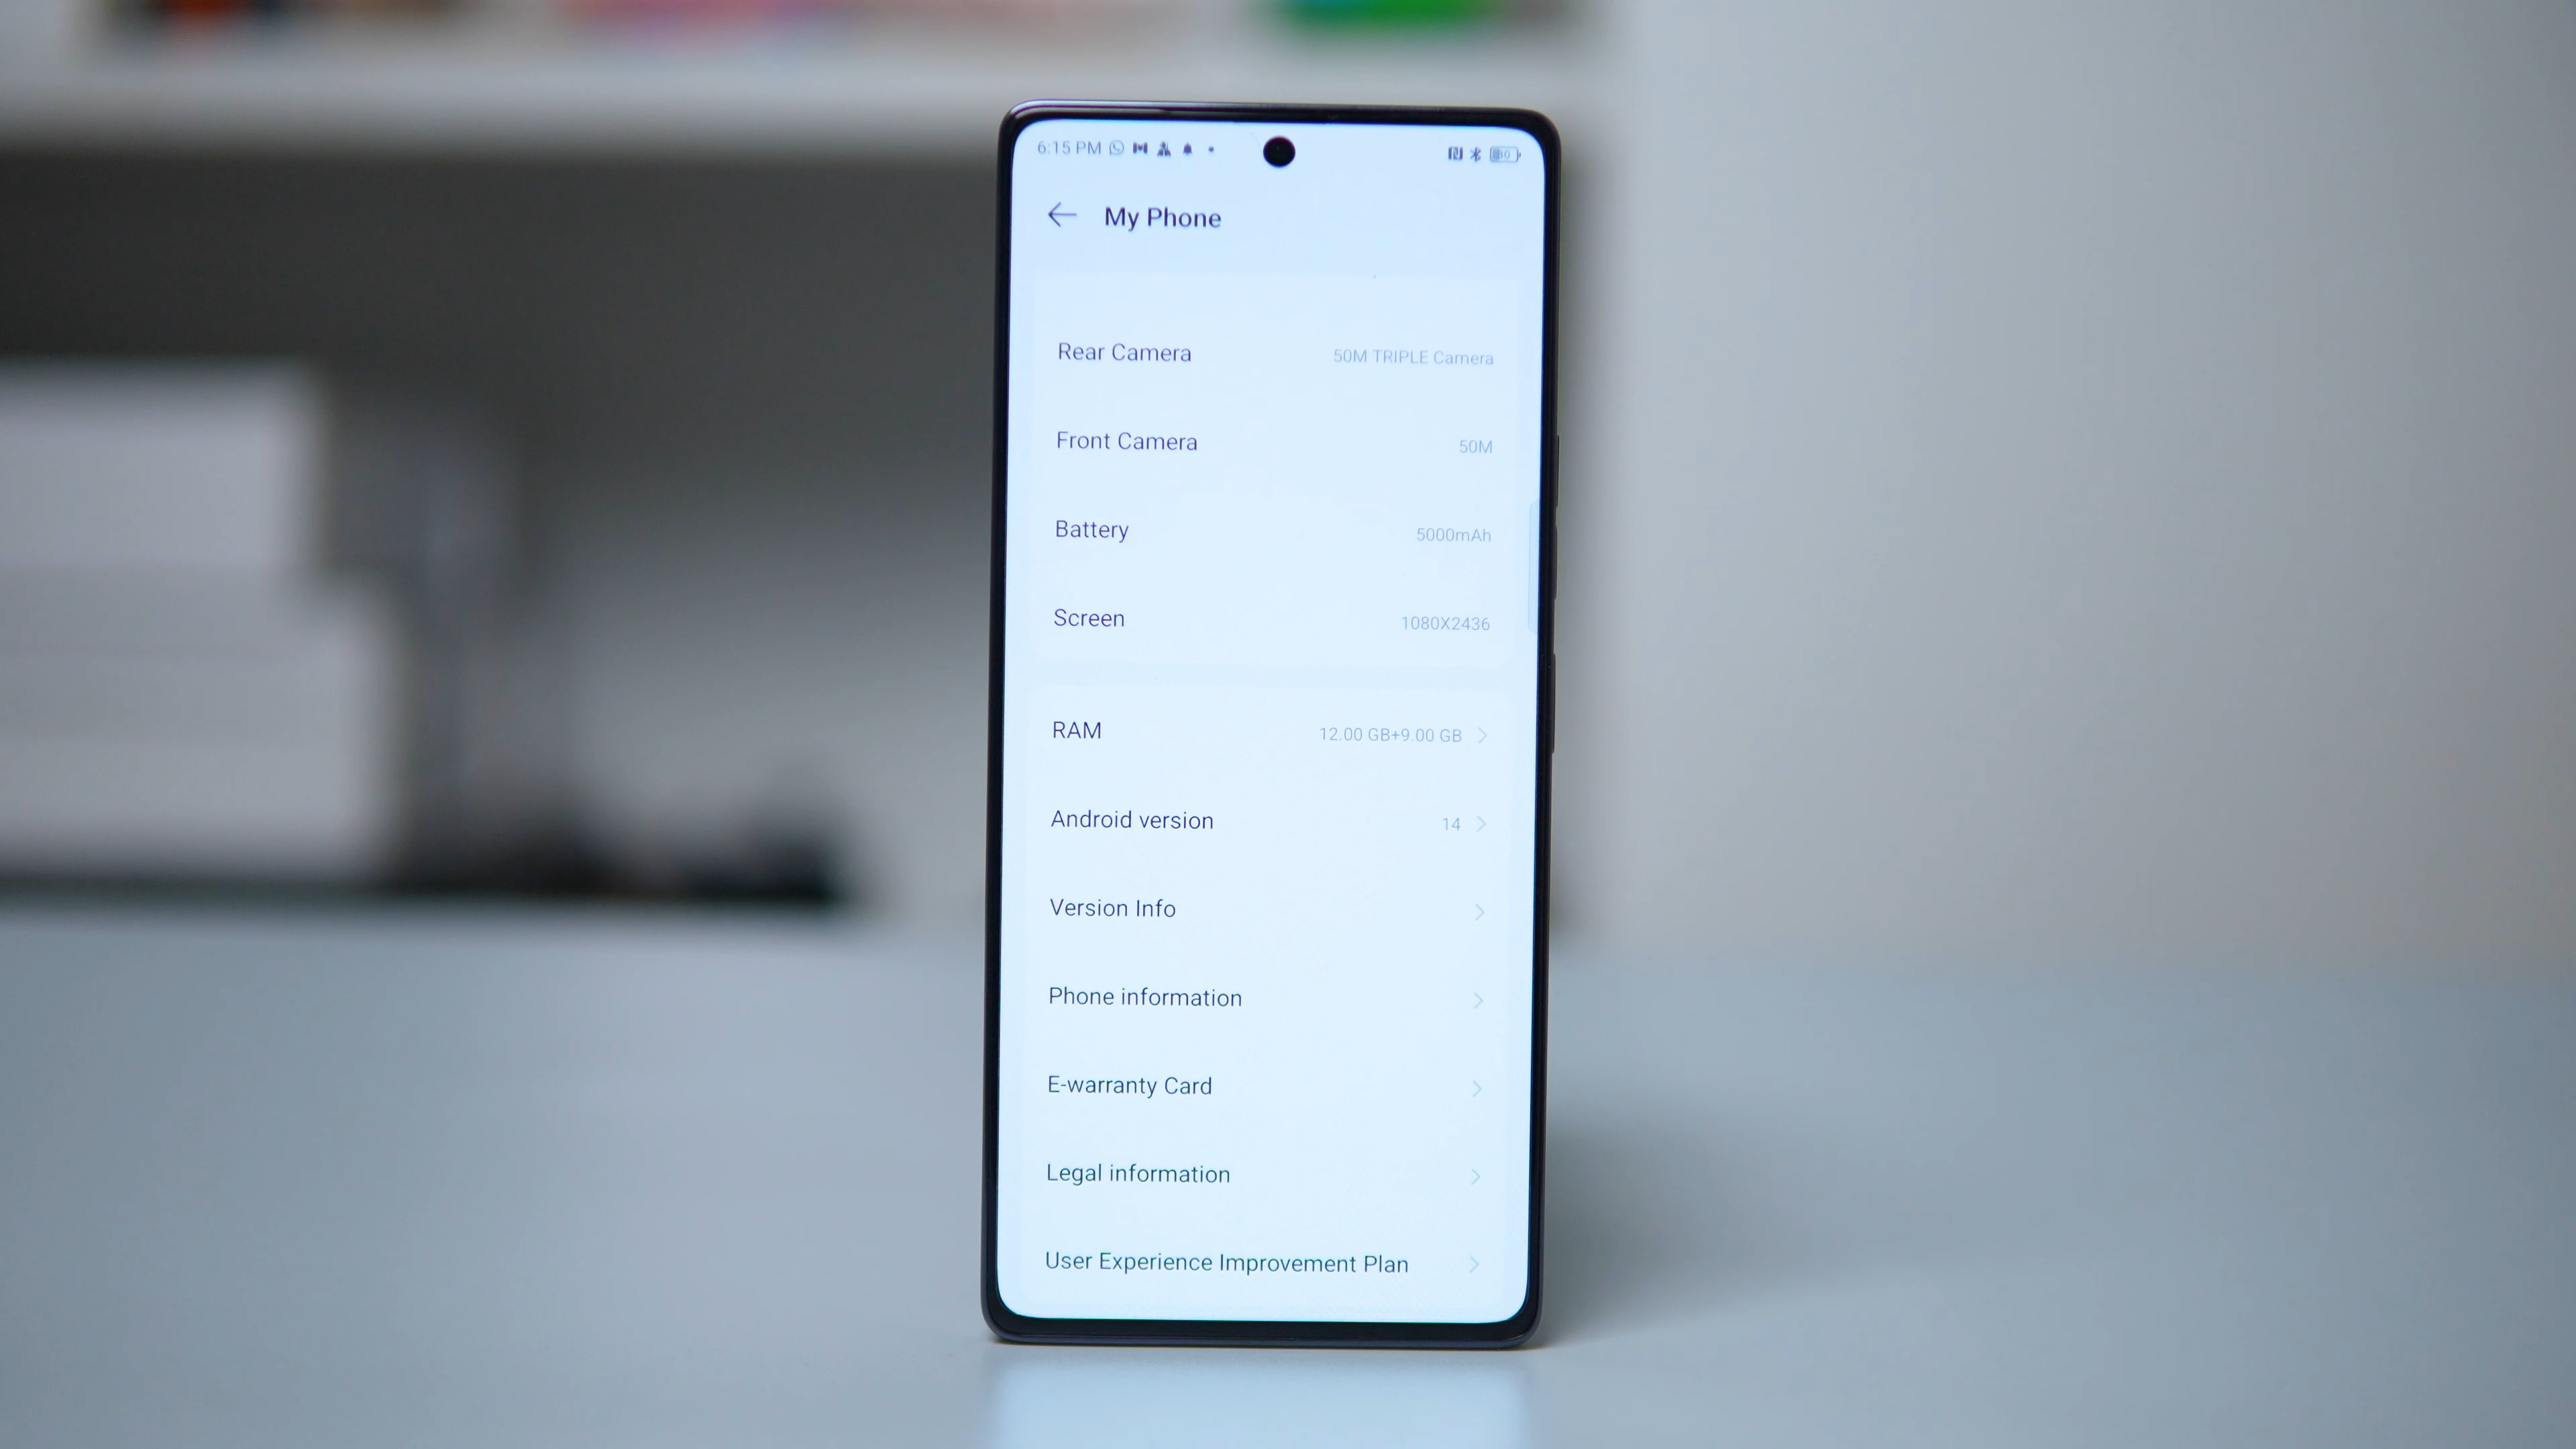 6:15 PM
My Phone
Rear Camera 50M TRIPLE Camera
Front Camera 50M
Battery 5000mAh
Screen 1080X2436
RAM 12.00 GB+9.00 GB
Android version 14
Version Info
Phone information
E-warranty Card
Legal information
User Experience Improvement Plan